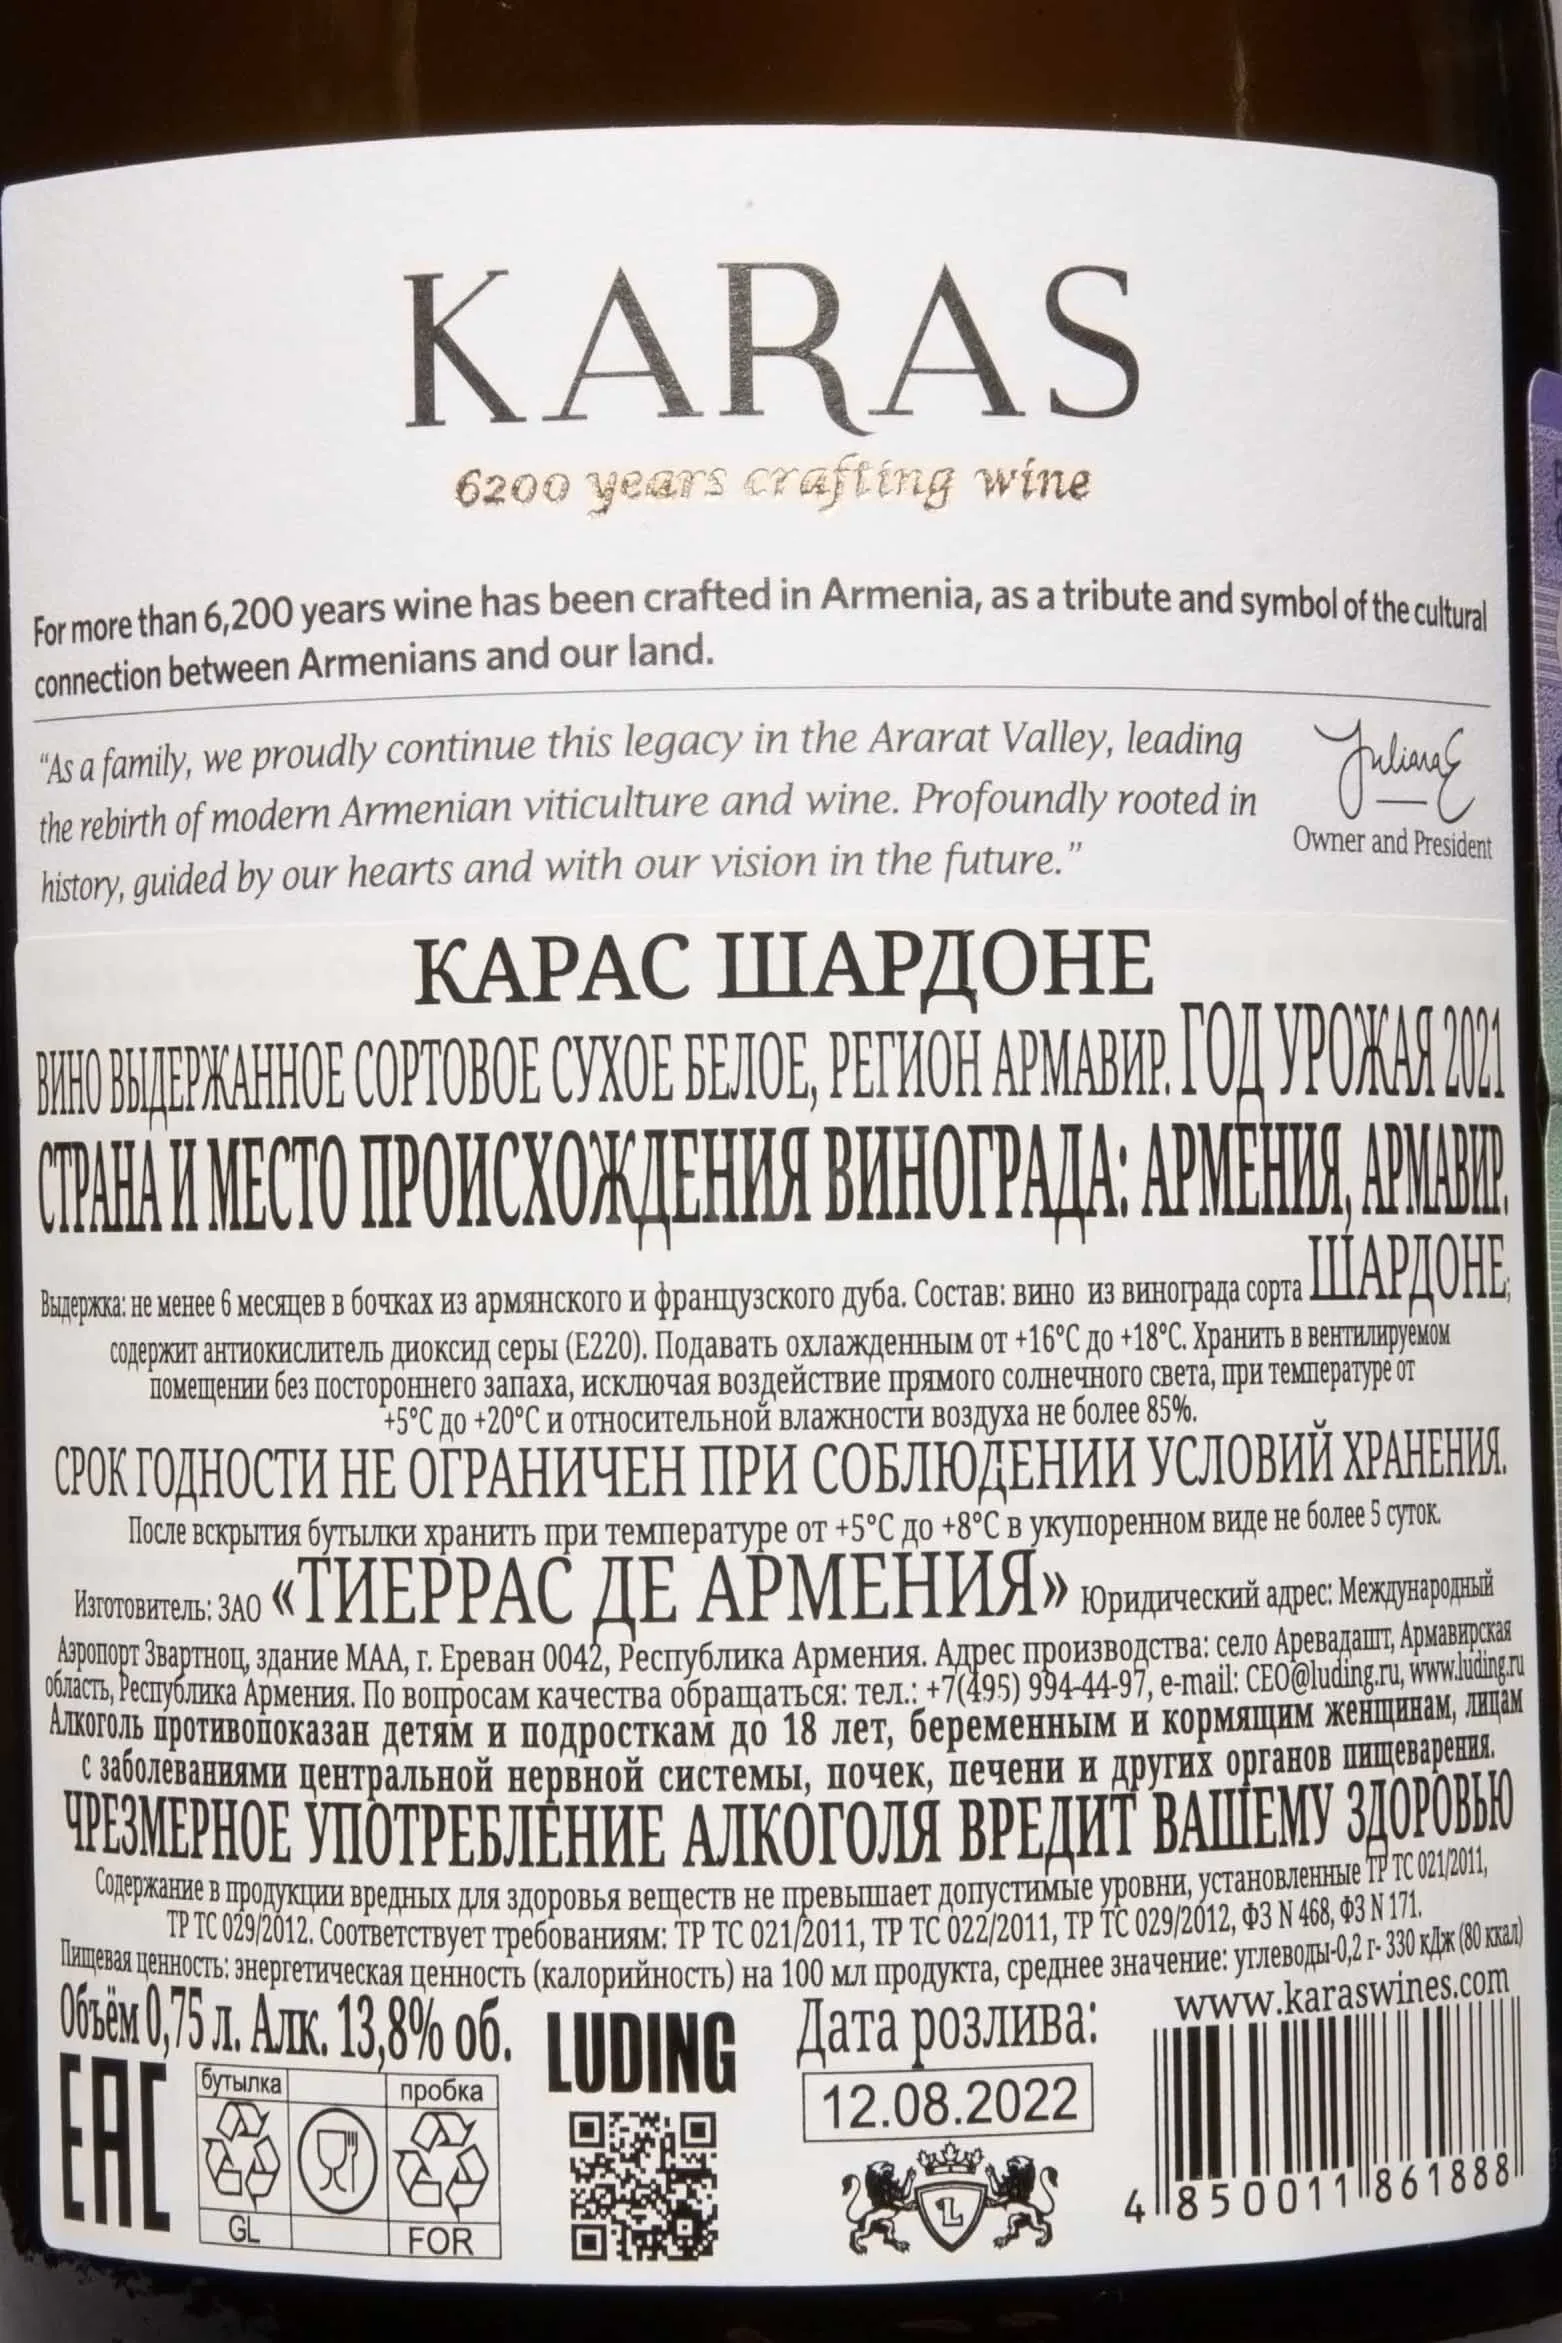 KARAS
6200 years crafting wine
For more than 6,200 years wine has been crafted in Armenia, as a tribute and symbol of the cultural
connection between Armenians and our land.
“As a family, we proudly continue this legacy in the Ararat Valley, leading
the rebirth of modern Armenian viticulture and wine. Profoundly rooted in
history, guided by our hearts and with our vision in the future.”
Owner and President
КАРАС ШАРДОНЕ
ВИНО ВЫДЕРЖАННОЕ СОРТОВОЕ СУХОЕ БЕЛОЕ, РЕГИОН АРМАВИР. ГОД УРОЖАЯ 2021
СТРАНА И МЕСТО ПРОИСХОЖДЕНИЯ ВИНОГРАДА: АРМЕНИЯ, АРМАВИР.
Выдержка: не менее 6 месяцев в бочках из армянского и французского дуба. Состав: вино из винограда сорта ШАРДОНЕ;
содержит антиокислитель диоксид серы (Е220). Подавать охлажденным от +16°С до +18°С. Хранить в вентилируемом
помещении без постороннего запаха, исключая воздействие прямого солнечного света, при температуре от
+5°С до +20°С и относительной влажности воздуха не более 85%.
СРОК ГОДНОСТИ НЕ ОГРАНИЧЕН ПРИ СОБЛЮДЕНИИ УСЛОВИЙ ХРАНЕНИЯ.
После вскрытия бутылки хранить при температуре от +5°С до +8°С в укупоренном виде не более 5 суток.
Изготовитель: ЗАО «ТИЕРРАС ДЕ АРМЕНИЯ» Юридический адрес: Международный
Аэропорт Звартноц, здание МАА, г. Ереван 0042, Республика Армения. Адрес производства: село Аревадашт, Армавирская
область, Республика Армения. По вопросам качества обращаться: тел.: +7(495) 994-44-97, e-mail: CEO@luding.ru, www.luding.ru
Алкоголь противопоказан детям и подросткам до 18 лет, беременным и кормящим женщинам, лицам
с заболеваниями центральной нервной системы, почек, печени и других органов пищеварения.
ЧРЕЗМЕРНОЕ УПОТРЕБЛЕНИЕ АЛКОГОЛЯ ВРЕДИТ ВАШЕМУ ЗДОРОВЬЮ
Содержание в продукции вредных для здоровья веществ не превышает допустимые уровни, установленные ТР ТС 021/2011,
ТР ТС 029/2012. Соответствует требованиям: ТР ТС 021/2011, ТР ТС 022/2011, ТР ТС 029/2012, ФЗ N 468, ФЗ N 171.
Пищевая ценность: энергетическая ценность (калорийность) на 100 мл продукта, среднее значение: углеводы-0,2 г- 330 кДж (80 ккал)
Объём 0,75 л. Алк. 13,8% об.
LUDING
Дата розлива:
12.08.2022
www.karaswines.com
EAC
бутылка
пробка
GL
FOR
L
4 850011 861888